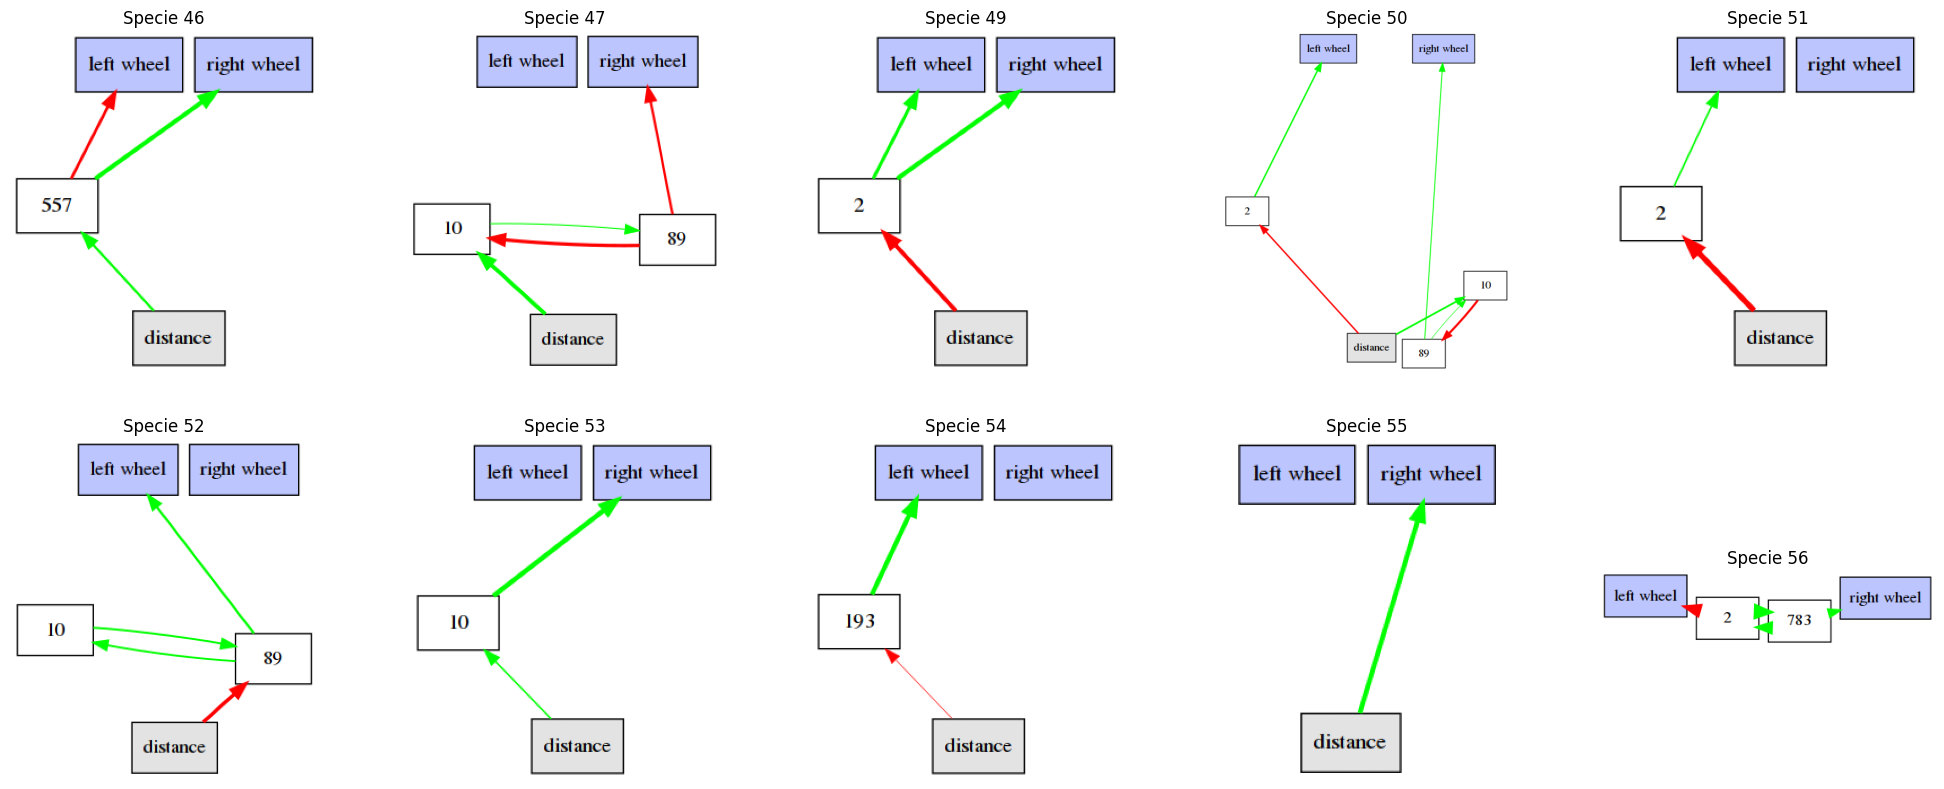 Specie 46
left wheel
right wheel
557
distance
Specie 47
left wheel
right wheel
10
89
distance
Specie 49
left wheel
right wheel
2
distance
Specie 50
left wheel
right wheel
2
10
distance
89
Specie 51
left wheel
right wheel
2
distance
Specie 52
left wheel
right wheel
10
89
distance
Specie 53
left wheel
right wheel
10
distance
Specie 54
left wheel
right wheel
193
distance
Specie 55
left wheel
right wheel
distance
Specie 56
left wheel
2
783
right wheel